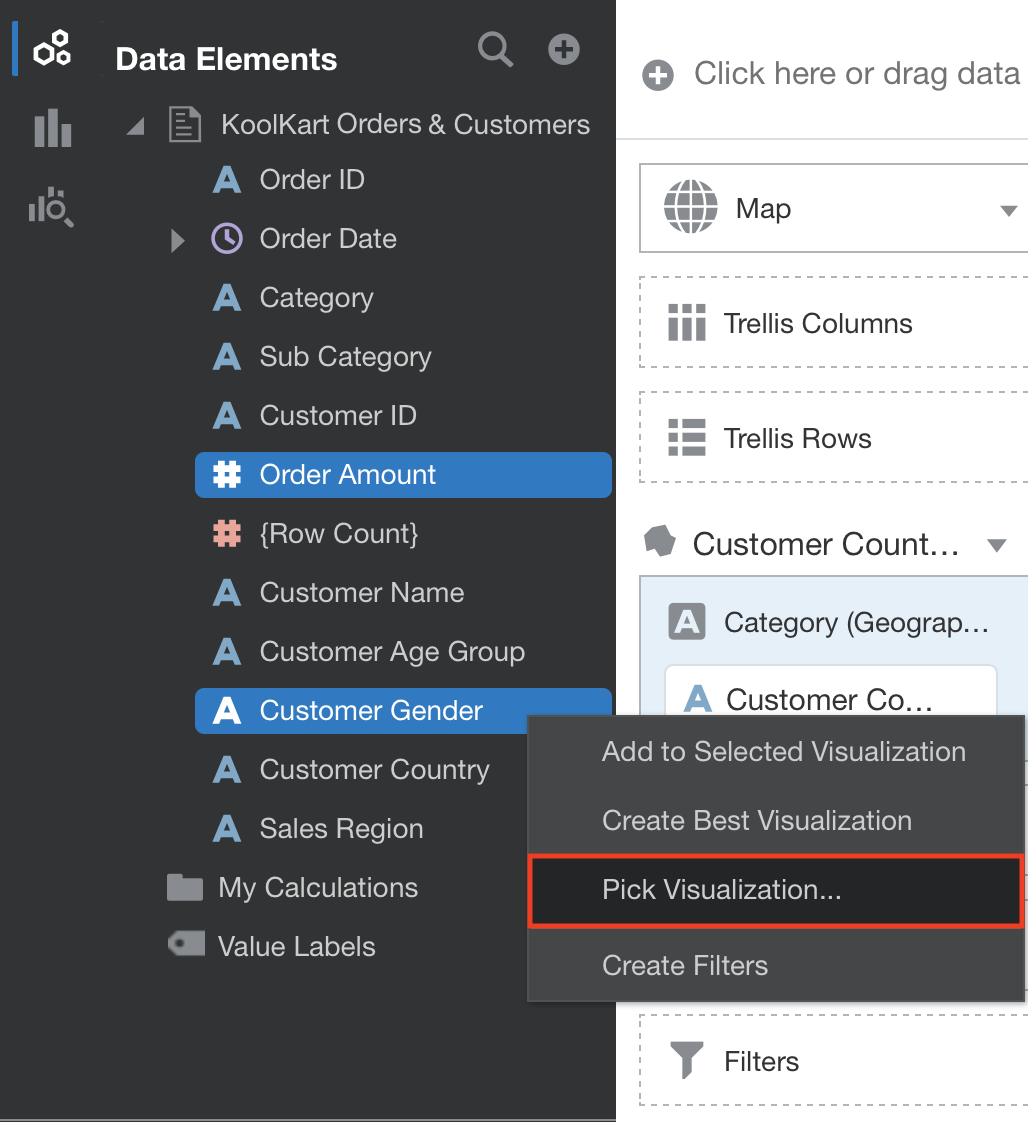 Data Elements
KoolKart Orders & Customers
Order ID
Order Date
Category
Sub Category
Customer ID
Order Amount
{Row Count}
Customer Name
Customer Age Group
Customer Gender
Customer Country
Sales Region
My Calculations
Value Labels
Click here or drag data
Map
Trellis Columns
Trellis Rows
Customer Count...
A Category (Geograp...
A Customer Co...
Add to Selected Visualization
Create Best Visualization
Pick Visualization...
Create Filters
Filters